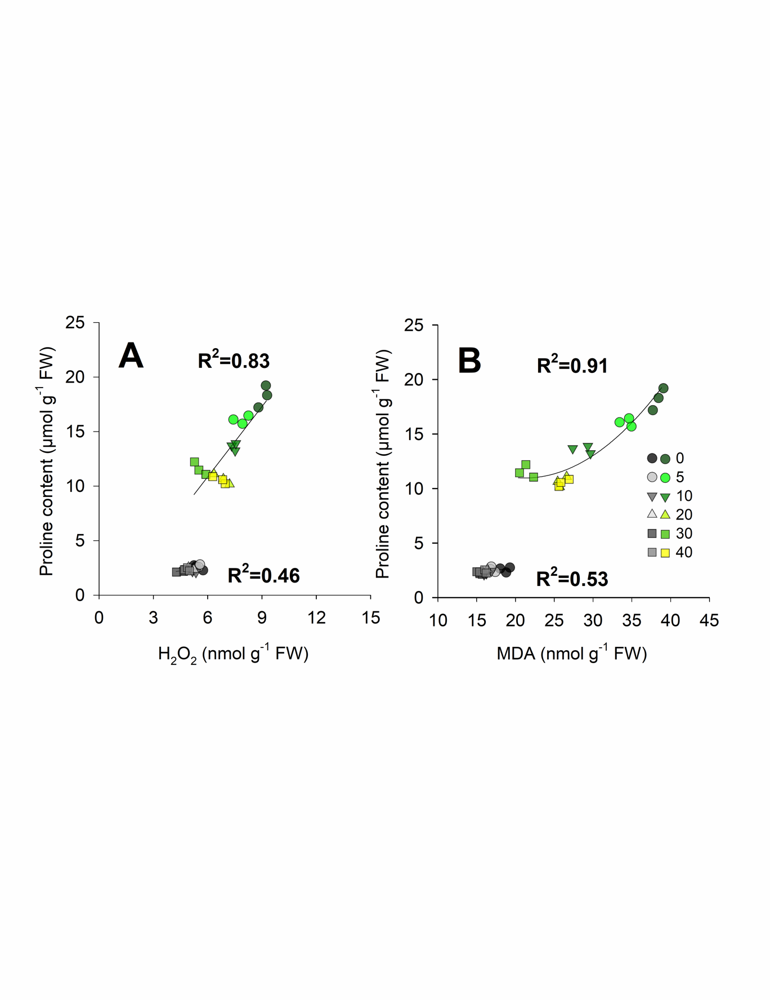 A
R²=0.83
R²=0.46
Proline content (µmol g⁻¹ FW)
25
20
15
10
5
0
0 3 6 9 12 15
H₂O₂ (nmol g⁻¹ FW)
B
R²=0.91
R²=0.53
Proline content (µmol g⁻¹ FW)
25
20
15
10
5
0
10 15 20 25 30 35 40 45
MDA (nmol g⁻¹ FW)
0
5
10
20
30
40